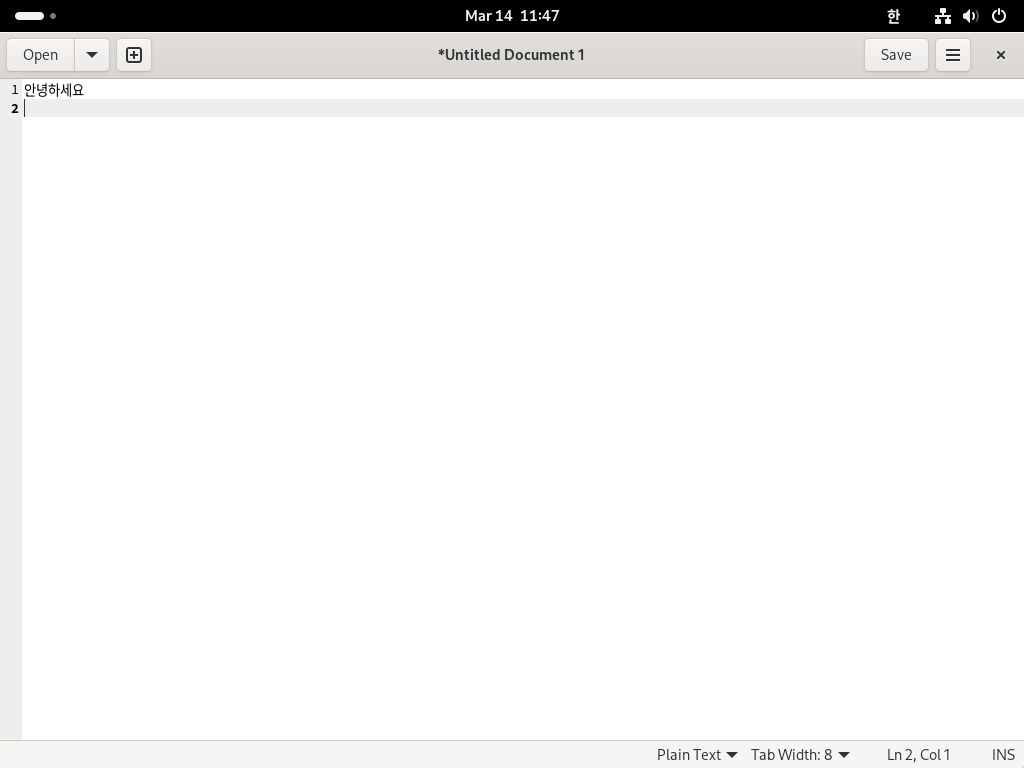 Mar 14 11:47
한
Open
*Untitled Document 1
Save
1 안녕하세요
2
Plain Text
Tab Width: 8
Ln 2, Col 1
INS